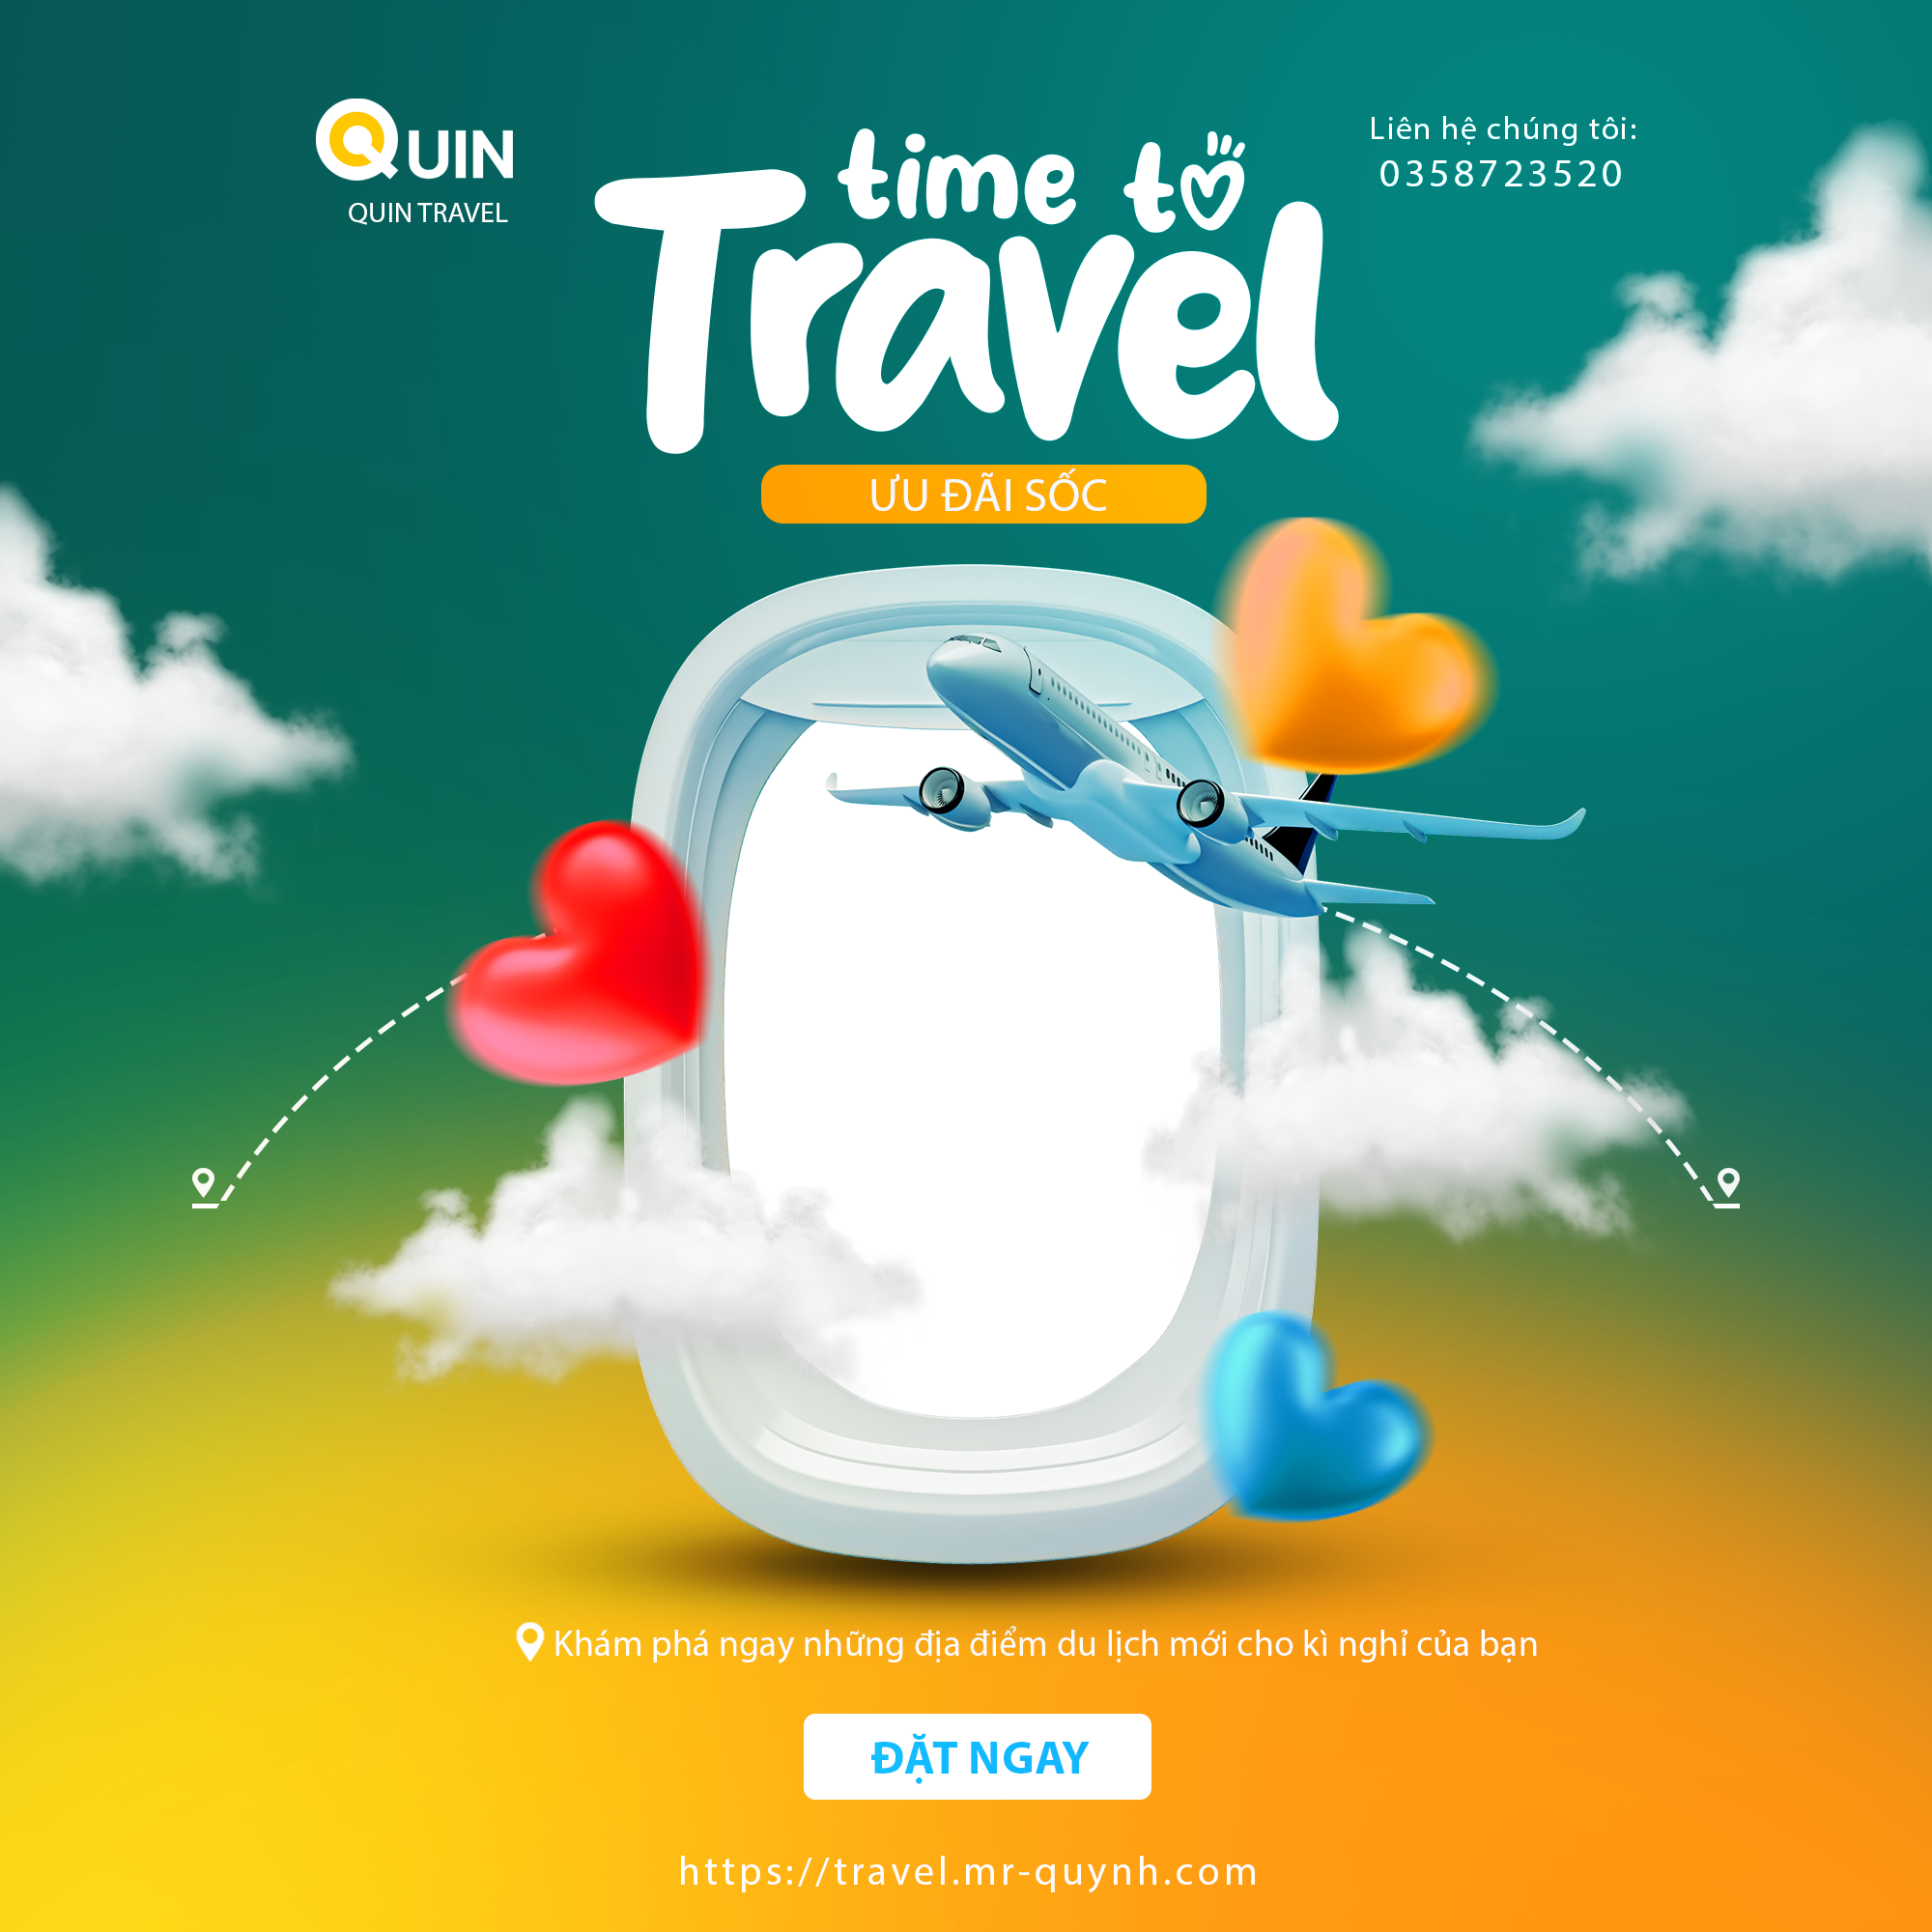 QUIN
QUIN TRAVEL
Liên hệ chúng tôi:
0358723520
time to
Travel
ƯU ĐÃI SỐC
Khám phá ngay những địa điểm du lịch mới cho kì nghỉ của bạn
ĐẶT NGAY
https://travel.mr-quynh.com